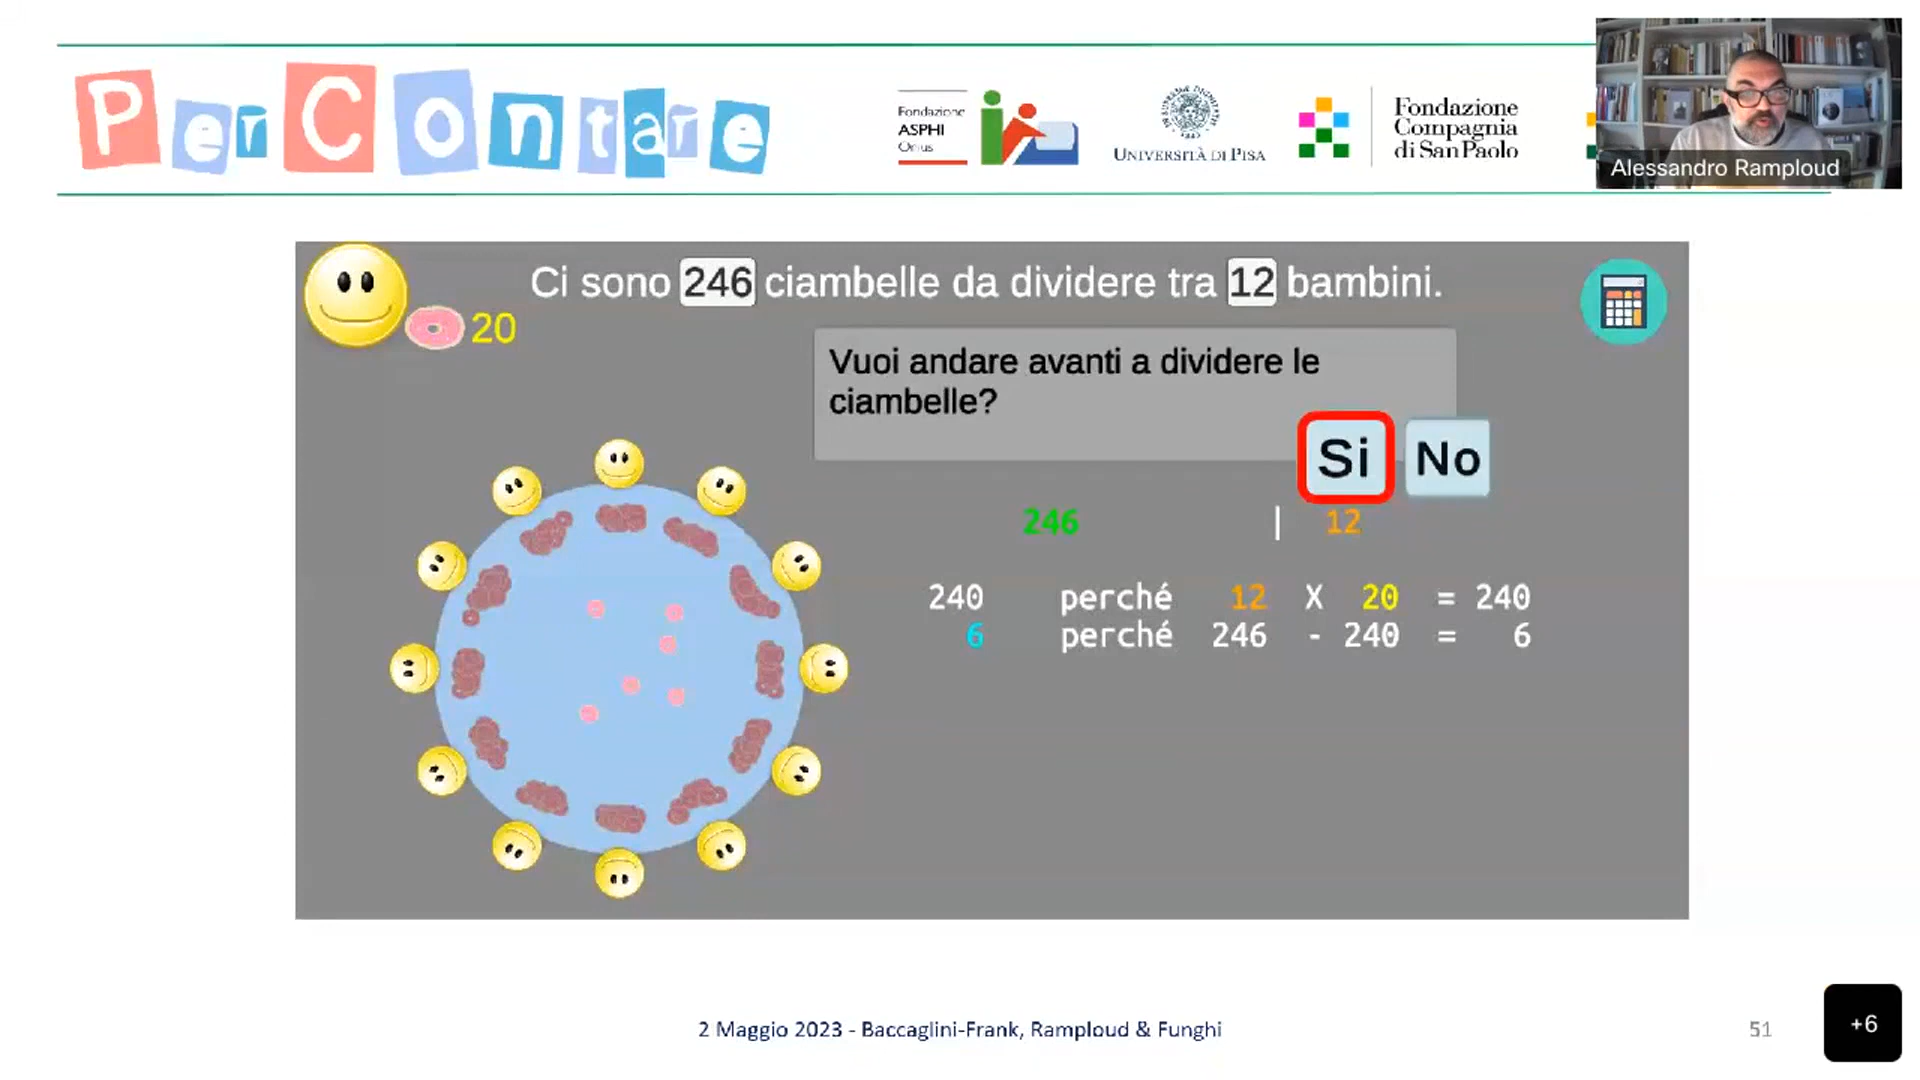 PerContare
Fondazione
ASPHI
Onlus
UNIVERSITÀ DI PISA
Fondazione
Compagnia
di San Paolo
Alessandro Ramploud
Ci sono 246 ciambelle da dividere tra 12 bambini.
20
Vuoi andare avanti a dividere le
ciambelle?
Si No
246 | 12
240 perché 12 X 20 = 240
6 perché 246 - 240 = 6
2 Maggio 2023 - Baccaglini-Frank, Ramploud & Funghi
51
+6